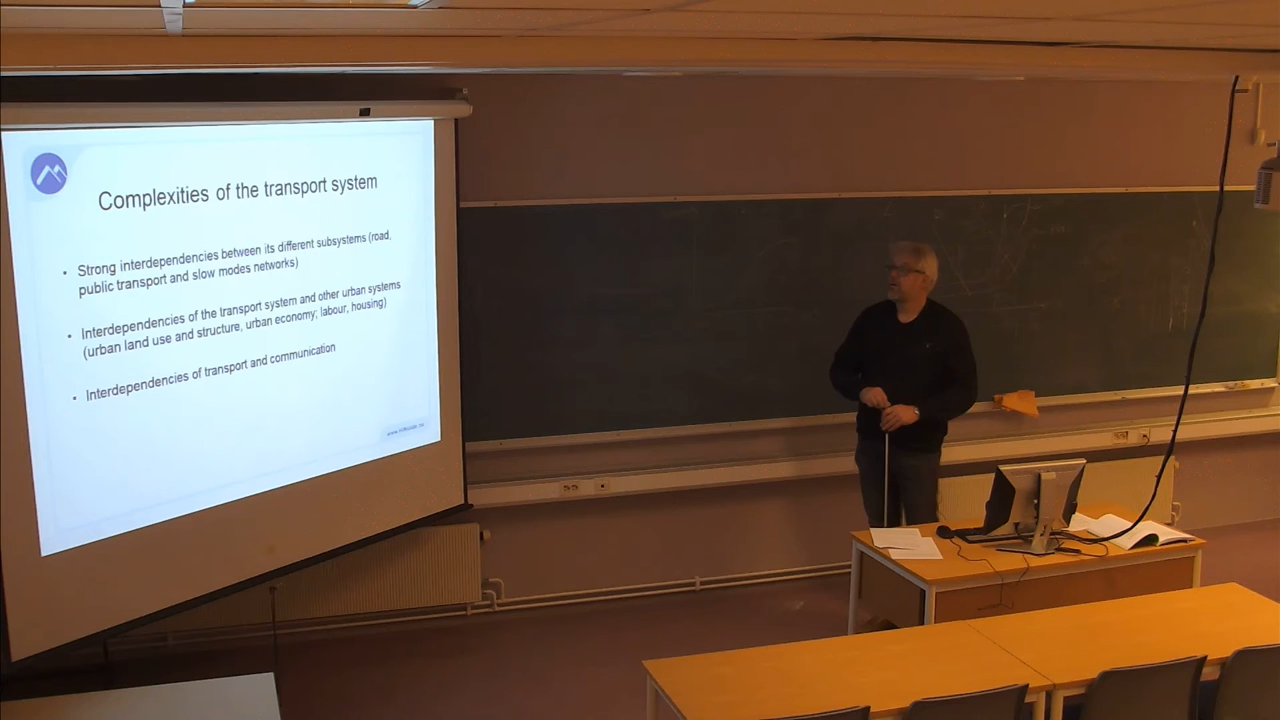 Complexities of the transport system
• Strong interdependencies between its different subsystems (road,
public transport and slow modes networks)
• Interdependencies of the transport system and other urban systems
(urban land use and structure, urban economy; labour, housing)
• Interdependencies of transport and communication